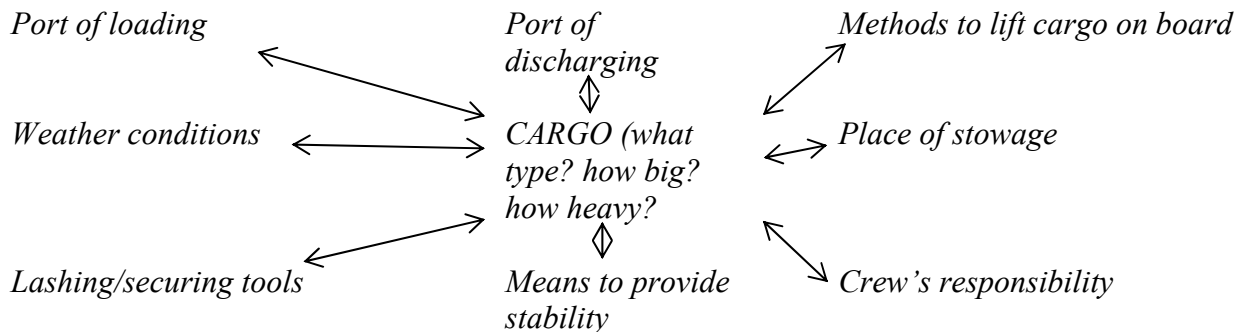 Port of loading
Port of
discharging
Methods to lift cargo on board
Weather conditions
CARGO (what
type? how big?
how heavy?
Place of stowage
Lashing/securing tools
Means to provide
stability
Crew’s responsibility